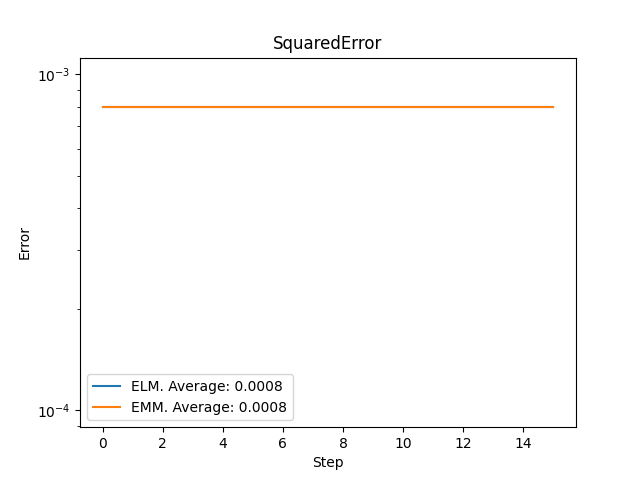 SquaredError
10⁻³
Error
10⁻⁴
ELM. Average: 0.0008
EMM. Average: 0.0008
0 2 4 6 8 10 12 14
Step